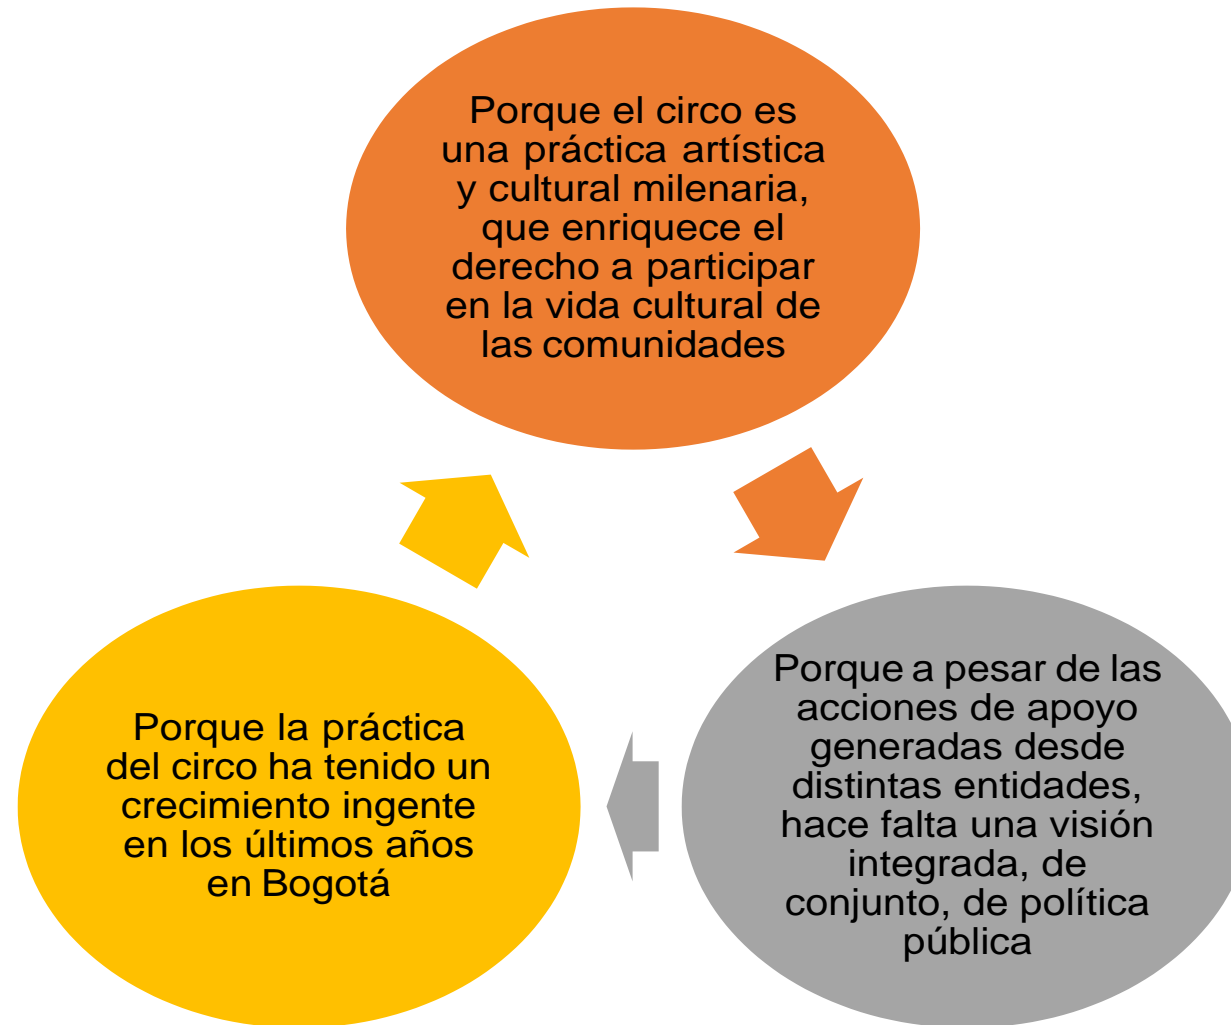 Porque el circo es
una práctica artística
y cultural milenaria,
que enriquece el
derecho a participar
en la vida cultural de
las comunidades
Porque a pesar de las
acciones de apoyo
generadas desde
distintas entidades,
hace falta una visión
integrada, de
conjunto, de política
pública
Porque la práctica
del circo ha tenido un
crecimiento ingente
en los últimos años
en Bogotá